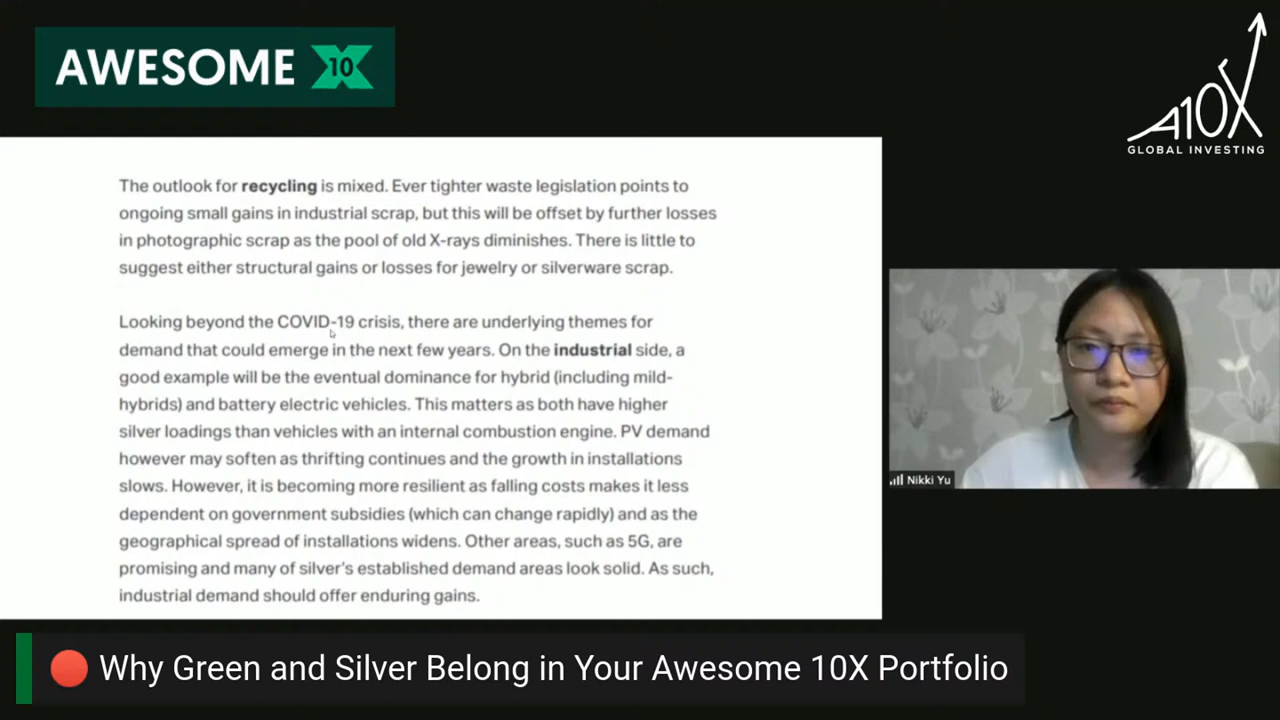 AWESOME 10X
A10X
GLOBAL INVESTING
The outlook for recycling is mixed. Ever tighter waste legislation points to
ongoing small gains in industrial scrap, but this will be offset by further losses
in photographic scrap as the pool of old X-rays diminishes. There is little to
suggest either structural gains or losses for jewelry or silverware scrap.
Looking beyond the COVID-19 crisis, there are underlying themes for
demand that could emerge in the next few years. On the industrial side, a
good example will be the eventual dominance for hybrid (including mild-
hybrids) and battery electric vehicles. This matters as both have higher
silver loadings than vehicles with an internal combustion engine. PV demand
however may soften as thrifting continues and the growth in installations
slows. However, it is becoming more resilient as falling costs makes it less
dependent on government subsidies (which can change rapidly) and as the
geographical spread of installations widens. Other areas, such as 5G, are
promising and many of silver's established demand areas look solid. As such,
industrial demand should offer enduring gains.
Nikki Yu
Why Green and Silver Belong in Your Awesome 10X Portfolio